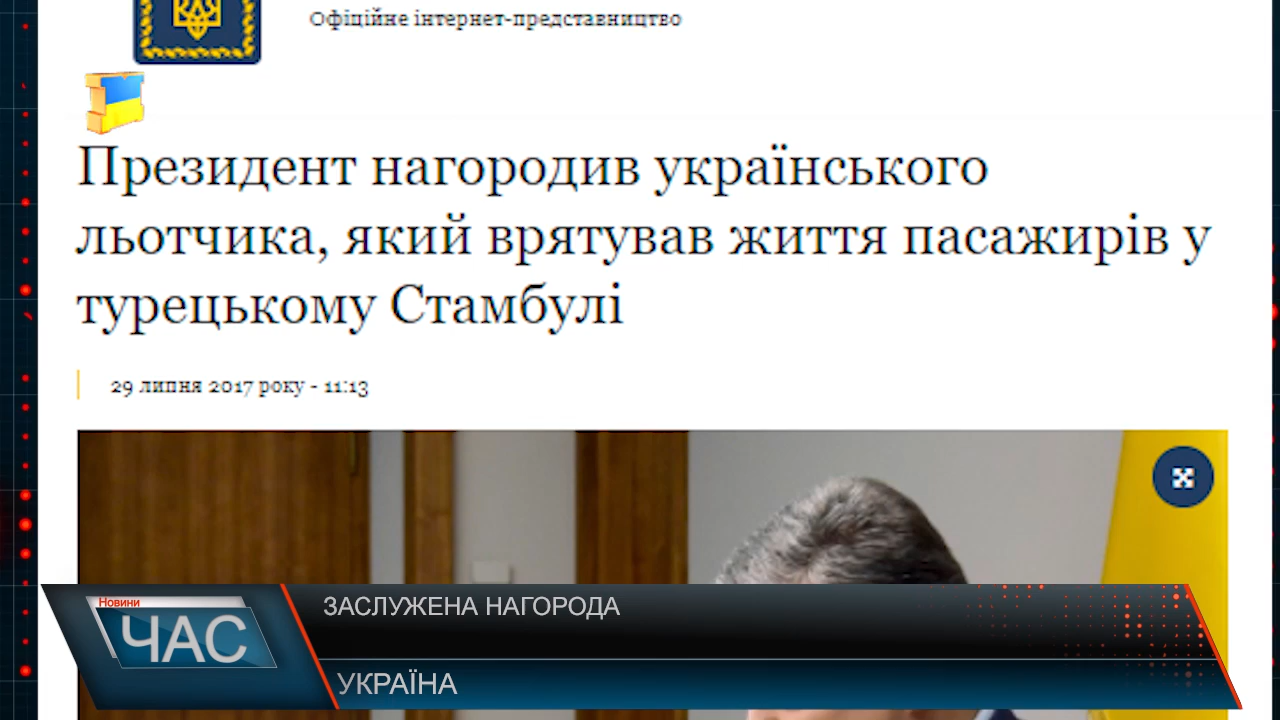 Офіційне інтернет-представництво
Президент нагородив українського
льотчика, який врятував життя пасажирів у
турецькому Стамбулі
29 липня 2017 року - 11:13
Новини
ЧАС
ЗАСЛУЖЕНА НАГОРОДА
УКРАЇНА